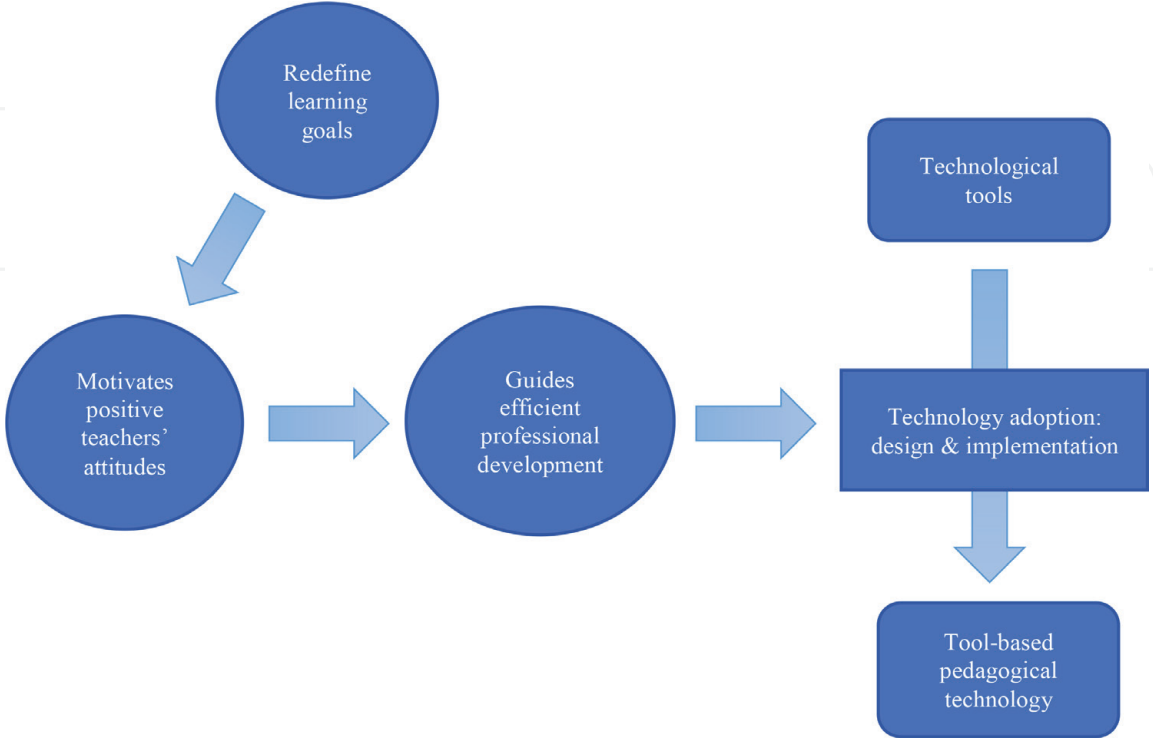 Redefine
learning
goals
Motivates
positive
teachers’
attitudes
Guides
efficient
professional
development
Technological
tools
Technology adoption:
design & implementation
Tool-based
pedagogical
technology